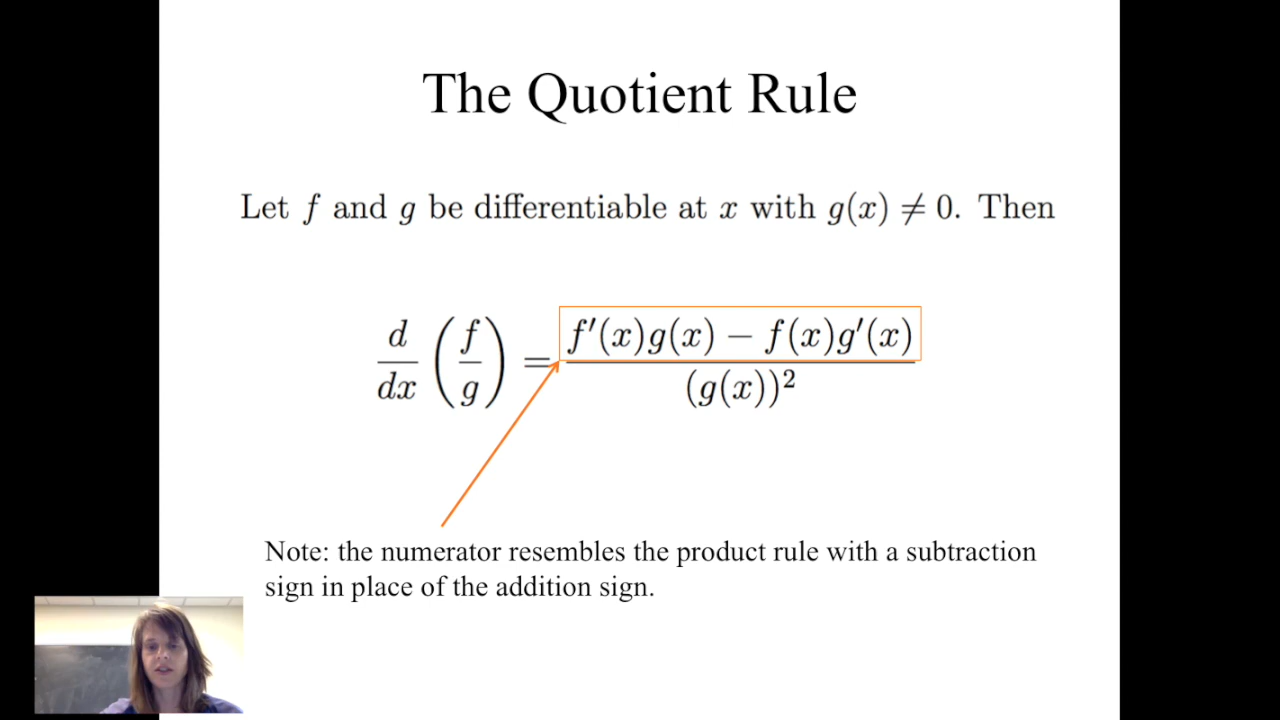 The Quotient Rule
Let f and g be differentiable at x with g(x) ≠ 0. Then
d/dx (f/g) = f′(x)g(x) − f(x)g′(x) / (g(x))²
Note: the numerator resembles the product rule with a subtraction
sign in place of the addition sign.